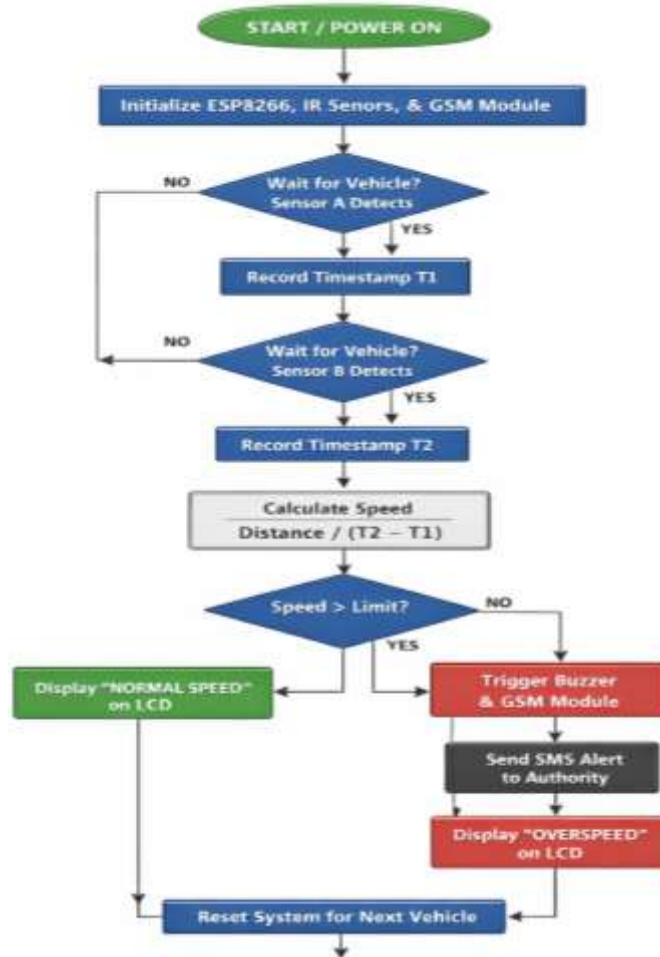 START / POWER ON
Initialize ESP8266, IR Senors, & GSM Module
NO
Wait for Vehicle?
Sensor A Detects
YES
Record Timestamp T1
NO
Wait for Vehicle?
Sensor B Detects
YES
Record Timestamp T2
Calculate Speed
Distance / (T2 – T1)
Speed > Limit?
NO
YES
Display "NORMAL SPEED"
on LCD
Trigger Buzzer
& GSM Module
Send SMS Alert
to Authority
Display "OVERSPEED"
on LCD
Reset System for Next Vehicle